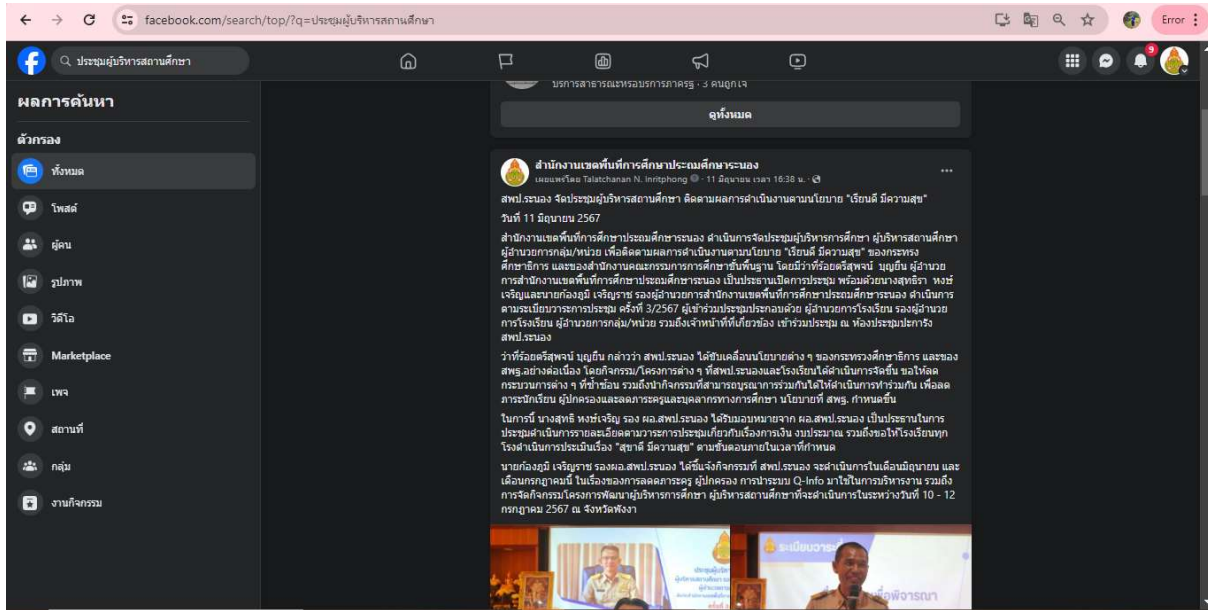 facebook.com/search/top/?q=ประชุมผู้บริหารสถานศึกษา
Error
ประชุมผู้บริหารสถานศึกษา
9
ผลการค้นหา
ตัวกรอง
ทั้งหมด
โพสต์
ผู้คน
รูปภาพ
วิดีโอ
Marketplace
เพจ
สถานที่
กลุ่ม
งานกิจกรรม
บริการสาธารณะหรือบริการภาครัฐ · 3 คนถูกใจ
ดูทั้งหมด
สำนักงานเขตพื้นที่การศึกษาประถมศึกษาระนอง
เผยแพร่โดย Talatchanan N. Inritphong · 11 มิถุนายน เวลา 16:38 น. ·
สพป.ระนอง จัดประชุมผู้บริหารสถานศึกษา ติดตามผลการดำเนินงานตามนโยบาย "เรียนดี มีความสุข"
วันที่ 11 มิถุนายน 2567
สำนักงานเขตพื้นที่การศึกษาประถมศึกษาระนอง ดำเนินการจัดประชุมผู้บริหารการศึกษา ผู้บริหารสถานศึกษา
ผู้อำนวยการกลุ่ม/หน่วย เพื่อติดตามผลการดำเนินงานตามนโยบาย "เรียนดี มีความสุข" ของกระทรวง
ศึกษาธิการ และของสำนักงานคณะกรรมการการศึกษาขั้นพื้นฐาน โดยมีว่าที่ร้อยตรีสุพจน์ บุญยืน ผู้อำนวย
การสำนักงานเขตพื้นที่การศึกษาประถมศึกษาระนอง เป็นประธานเปิดการประชุม พร้อมด้วยนางสุทธิรา หงษ์
เจริญและนายก้องภูมิ เจริญราช รองผู้อำนวยการสำนักงานเขตพื้นที่การศึกษาประถมศึกษาระนอง ดำเนินการ
ตามระเบียบวาระการประชุม ครั้งที่ 3/2567 ผู้เข้าร่วมประชุมประกอบด้วย ผู้อำนวยการโรงเรียน รองผู้อำนวย
การโรงเรียน ผู้อำนวยการกลุ่ม/หน่วย รวมถึงเจ้าหน้าที่ที่เกี่ยวข้อง เข้าร่วมประชุม ณ ห้องประชุมปะการัง
สพป.ระนอง
ว่าที่ร้อยตรีสุพจน์ บุญยืน กล่าวว่า สพป.ระนอง ได้ขับเคลื่อนนโยบายต่าง ๆ ของกระทรวงศึกษาธิการ และของ
สพฐ.อย่างต่อเนื่อง โดยกิจกรรม/โครงการต่าง ๆ ที่สพป.ระนองและโรงเรียนได้ดำเนินการจัดขึ้น ขอให้ลด
กระบวนการต่าง ๆ ที่ซ้ำซ้อน รวมถึงนำกิจกรรมที่สามารถบูรณาการร่วมกันได้ให้ดำเนินการทำร่วมกัน เพื่อลด
ภาระนักเรียน ผู้ปกครองและลดภาระครูและบุคลากรทางการศึกษา นโยบายที่ สพฐ. กำหนดขึ้น
ในการนี้ นางสุทธิ หงษ์เจริญ รอง ผอ.สพป.ระนอง ได้รับมอบหมายจาก ผอ.สพป.ระนอง เป็นประธานในการ
ประชุมดำเนินการรายละเอียดตามวาระการประชุมเกี่ยวกับเรื่องการเงิน งบประมาณ รวมถึงขอให้โรงเรียนทุก
โรงดำเนินการประเมินเรื่อง "สุขาดี มีความสุข" ตามขั้นตอนภายในเวลาที่กำหนด
นายก้องภูมิ เจริญราช รองผอ.สพป.ระนอง ได้ชี้แจ้งกิจกรรมที่ สพป.ระนอง จะดำเนินการในเดือนมิถุนายน และ
เดือนกรกฎาคมนี้ ในเรื่องของการลดดภาระครู ผู้ปกครอง การนำระบบ Q-Info มาใช้ในการบริหารงาน รวมถึง
การจัดกิจกรรมโครงการพัฒนาผู้บริหารการศึกษา ผู้บริหารสถานศึกษาที่จะดำเนินการในระหว่างวันที่ 10 - 12
กรกฎาคม 2567 ณ จังหวัดพังงา